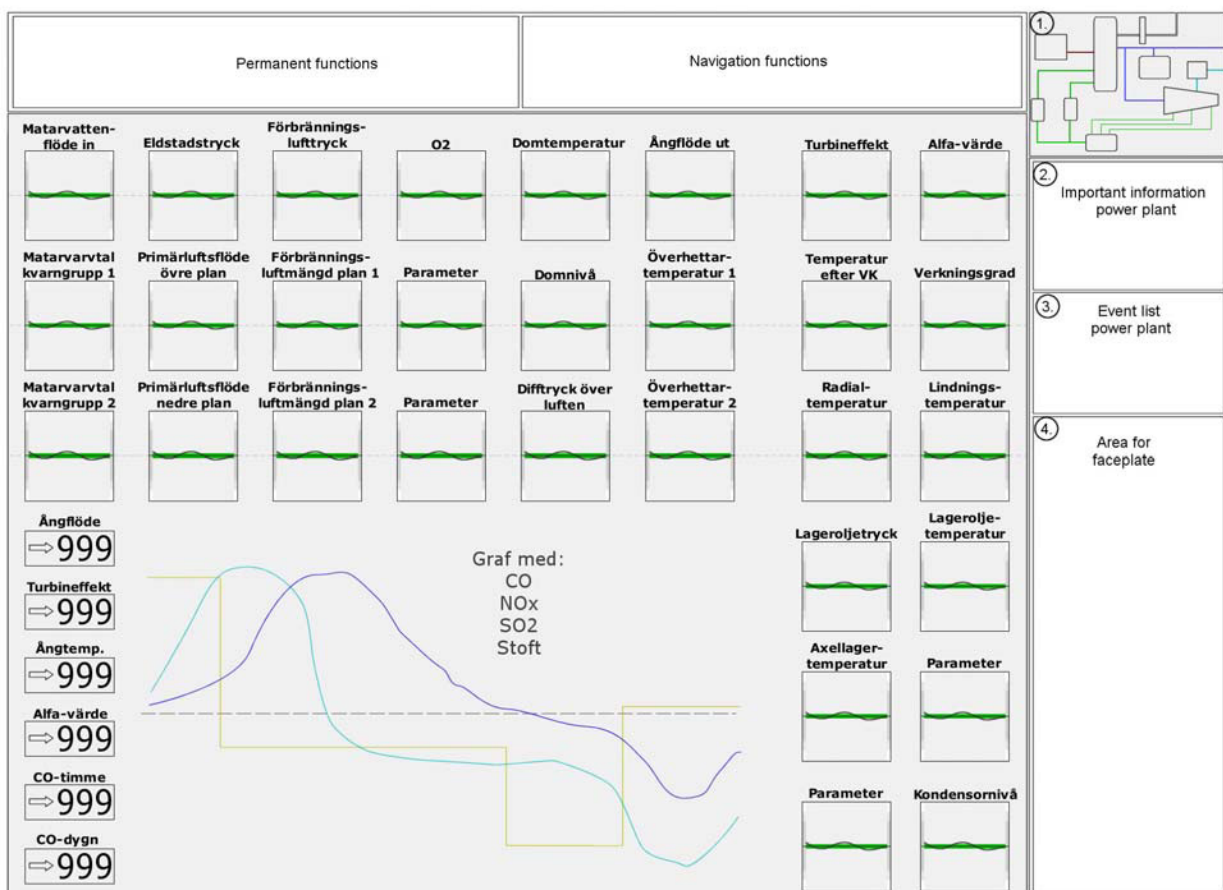 Permanent functions
Navigation functions
1.
Matarvatten-
flöde in
Eldstadstryck
Förbrännings-
lufttryck
O2
Domtemperatur
Ångflöde ut
Turbineffekt
Alfa-värde
Matarvarvtal
kvarngrupp 1
Primärluftsflöde
övre plan
Förbrännings-
luftmängd plan 1
Parameter
Domnivå
Överhettar-
temperatur 1
Temperatur
efter VK
Verkningsgrad
Matarvarvtal
kvarngrupp 2
Primärluftsflöde
nedre plan
Förbrännings-
luftmängd plan 2
Parameter
Difftryck över
luften
Överhettar-
temperatur 2
Radial-
temperatur
Lindnings-
temperatur
Ångflöde
999
Turbineffekt
999
Ångtemp.
999
Alfa-värde
999
CO-timme
999
CO-dygn
999
Graf med:
CO
NOx
SO2
Stoft
Lageroljetryck
Lagerolje-
temperatur
Axellager-
temperatur
Parameter
Parameter
Kondensornivå
2.
Important information
power plant
3.
Event list
power plant
4.
Area for
faceplate